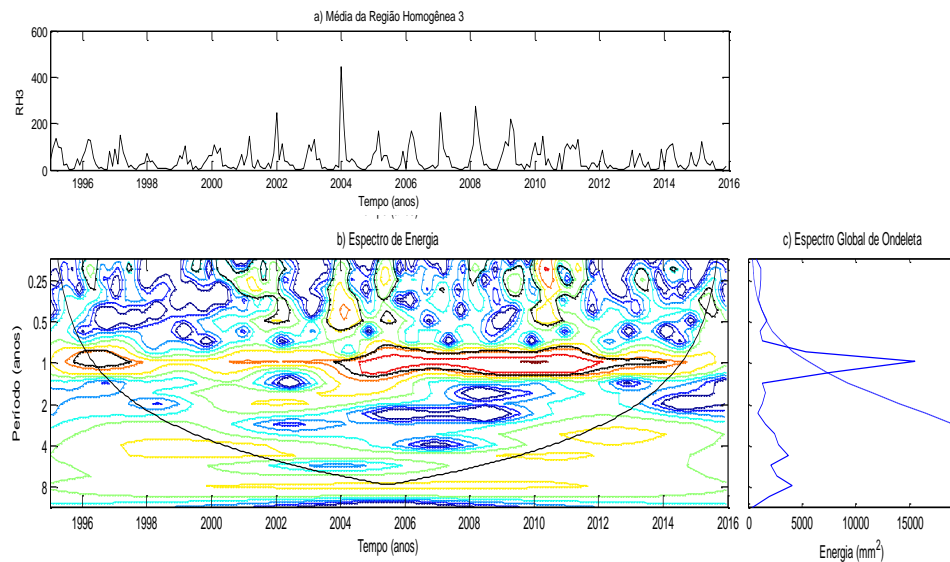 a) Média da Região Homogênea 3
600
400
200
0
RH3
1996 1998 2000 2002 2004 2006 2008 2010 2012 2014 2016
Tempo (anos)
b) Espectro de Energia
0.25
0.5
1
2
4
8
Período (anos)
1996 1998 2000 2002 2004 2006 2008 2010 2012 2014 2016
Tempo (anos)
c) Espectro Global de Ondeleta
0 5000 10000 15000
Energia (mm²)